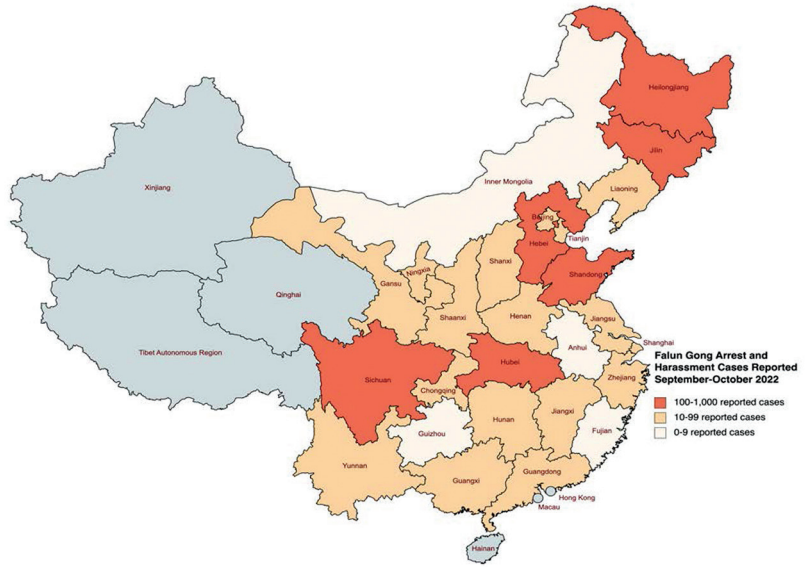 Heilongjiang
Jilin
Xinjiang
Inner Mongolia
Liaoning
Beijing
Tianjin
Hebei
Ningxia
Shanxi
Shandong
Gansu
Qinghai
Shaanxi
Henan
Jiangsu
Shanghai
Anhui
Tibet Autonomous Region
Hubei
Sichuan
Zhejiang
Chongqing
Jiangxi
Hunan
Fujian
Guizhou
Yunnan
Guangdong
Guangxi
Hong Kong
Macau
Hainan
Falun Gong Arrest and
Harassment Cases Reported
September-October 2022
100-1,000 reported cases
10-99 reported cases
0-9 reported cases